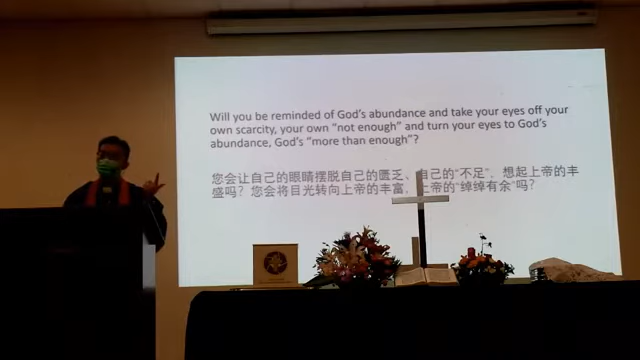 Will you be reminded of God's abundance and take your eyes off your
own scarcity, your own "not enough" and turn your eyes to God's
abundance, God's "more than enough"?
您会让自己的眼睛摆脱自己的匮乏、自己的"不足"，想起上帝的丰
盛吗？您会将目光转向上帝的丰富，上帝的"绰绰有余"吗？